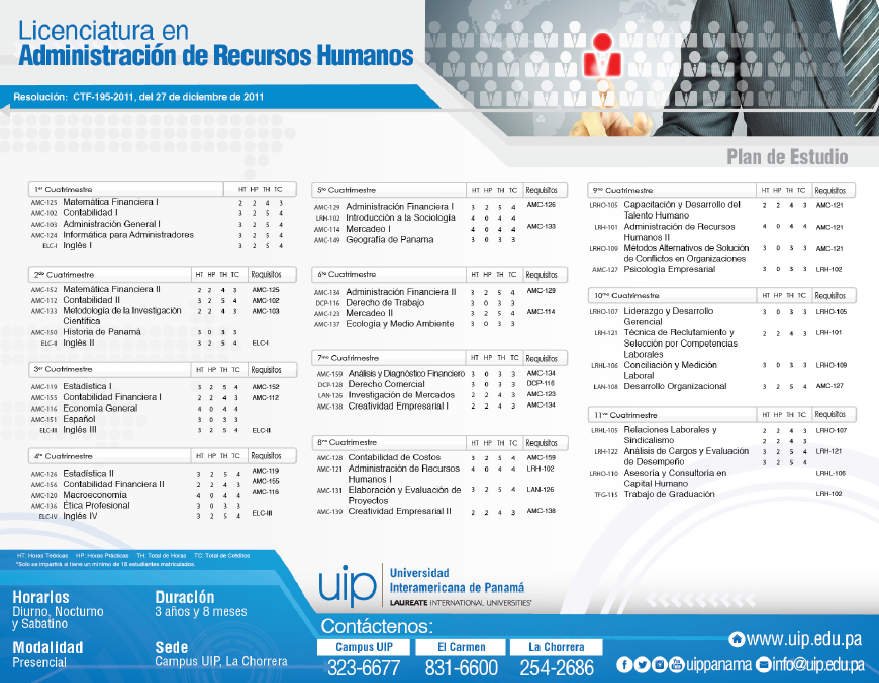 Licenciatura en
Administración de Recursos Humanos
Resolución: CTF-195-2011, del 27 de diciembre de 2011
Plan de Estudio
1er Cuatrimestre HT HP TH TC
AMC-125 Matemática Financiera I 2 2 4 3
AMC-102 Contabilidad I 3 2 5 4
AMC-103 Administración General I 3 2 5 4
AMC-124 Informática para Administradores 3 2 5 4
ELC-I Inglés I 3 2 5 4
2do Cuatrimestre HT HP TH TC Requisitos
AMC-152 Matemática Financiera II 2 2 4 3 AMC-125
AMC-112 Contabilidad II 3 2 5 4 AMC-102
AMC-133 Metodología de la Investigación 2 2 4 3 AMC-103
Científica
AMC-150 Historia de Panamá 3 0 3 3
ELC-II Inglés II 3 2 5 4 ELC-I
3er Cuatrimestre HT HP TH TC Requisitos
AMC-119 Estadística I 3 2 5 4 AMC-152
AMC-155 Contabilidad Financiera I 2 2 4 3 AMC-112
AMC-116 Economía General 4 0 4 4
AMC-151 Español 3 0 3 3
ELC-III Inglés III 3 2 5 4 ELC-II
4to Cuatrimestre HT HP TH TC Requisitos
AMC-126 Estadística II 3 2 5 4 AMC-119
AMC-156 Contabilidad Financiera II 2 2 4 3 AMC-155
AMC-120 Macroeconomía 4 0 4 4 AMC-116
AMC-136 Ética Profesional 3 0 3 3
ELC-IV Inglés IV 3 2 5 4 ELC-III
5to Cuatrimestre HT HP TH TC Requisitos
AMC-129 Administración Financiera I 3 2 5 4 AMC-126
LRH-102 Introducción a la Sociología 4 0 4 4
AMC-114 Mercadeo I 4 0 4 4 AMC-133
AMC-149 Geografía de Panama 3 0 3 3
6to Cuatrimestre HT HP TH TC Requisitos
AMC-134 Administración Financiera II 3 2 5 4 AMC-129
DCP-116 Derecho de Trabajo 3 0 3 3
AMC-123 Mercadeo II 3 2 5 4 AMC-114
AMC-137 Ecología y Medio Ambiente 3 0 3 3
7mo Cuatrimestre HT HP TH TC Requisitos
AMC-159 Análisis y Diagnóstico Financiero 3 0 3 3 AMC-134
DCP-128 Derecho Comercial 3 0 3 3 DCP-116
LAN-126 Investigación de Mercados 2 2 4 3 AMC-123
AMC-138 Creatividad Empresarial I 2 2 4 3 AMC-134
8vo Cuatrimestre HT HP TH TC Requisitos
AMC-128 Contabilidad de Costos 3 2 5 4 AMC-159
AMC-121 Administración de Recursos 4 0 4 4 LRH-102
Humanos I
AMC-131 Elaboración y Evaluación de 3 2 5 4 LAN-126
Proyectos
AMC-139 Creatividad Empresarial II 2 2 4 3 AMC-138
9no Cuatrimestre HT HP TH TC Requisitos
LRHO-105 Capacitación y Desarrollo del 2 2 4 3 AMC-121
Talento Humano
LRH-101 Administración de Recursos 4 0 4 4 AMC-121
Humanos II
LRHO-109 Métodos Alternativos de Solución 3 0 3 3 AMC-121
de Conflictos en Organizaciones
AMC-127 Psicología Empresarial 3 0 3 3 LRH-102
10mo Cuatrimestre HT HP TH TC Requisitos
LRHO-107 Liderazgo y Desarrollo 3 0 3 3 LRHO-105
Gerencial
LRH-121 Técnica de Reclutamiento y 2 2 4 3 LRH-101
Selección por Competencias
Laborales
LRHL-106 Conciliación y Medición 3 0 3 3 LRHO-109
Laboral
LAN-108 Desarrollo Organizacional 3 2 5 4 AMC-127
11vo Cuatrimestre HT HP TH TC Requisitos
LRHL-105 Relaciones Laborales y 2 2 4 3 LRHO-107
Sindicalismo 2 2 4 3
LRH-122 Análisis de Cargos y Evaluación 3 2 5 4 LRH-121
de Desempeño 3 2 5 4
LRHO-110 Asesoría y Consultoría en LRHL-106
Capital Humano
TFG-115 Trabajo de Graduación LRH-102
HT: Horas Teóricas HP: Horas Prácticas TH: Total de Horas TC: Total de Créditos
*Solo se impartirá si tiene un mínimo de 15 estudiantes matriculados.
Horarios
Diurno, Nocturno
y Sabatino
Duración
3 años y 8 meses
Modalidad
Presencial
Sede
Campus UIP, La Chorrera
uip Universidad
Interamericana de Panamá
LAUREATE INTERNATIONAL UNIVERSITIES®
Contáctenos:
Campus UIP El Carmen La Chorrera
323-6677 831-6600 254-2686
www.uip.edu.pa
uippanama info@uip.edu.pa